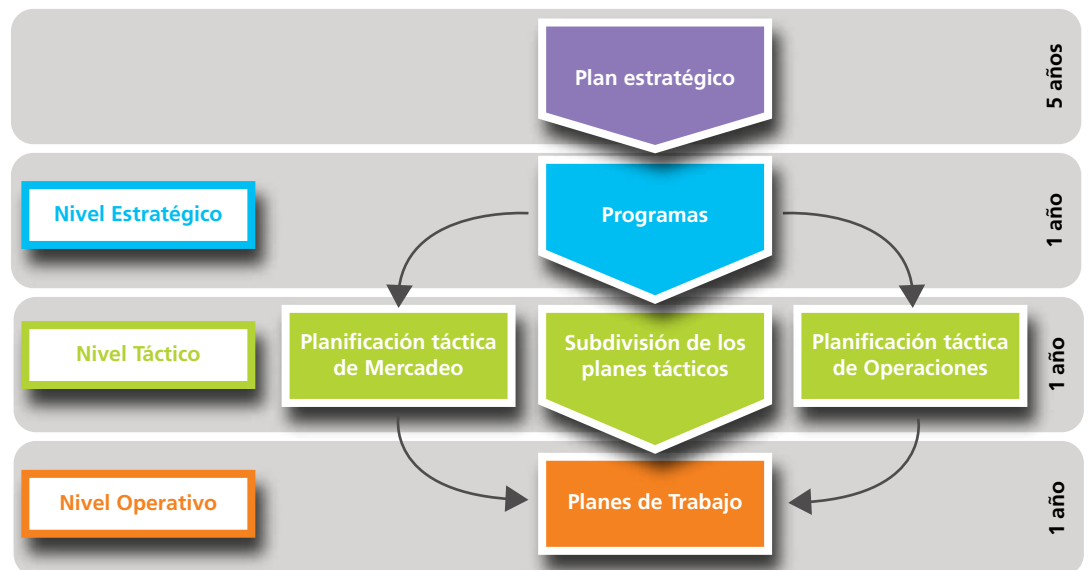 Plan estratégico
5 años
Nivel Estratégico
Programas
1 año
Nivel Táctico
Planificación táctica
de Mercadeo
Subdivisión de los
planes tácticos
Planificación táctica
de Operaciones
1 año
Nivel Operativo
Planes de Trabajo
1 año